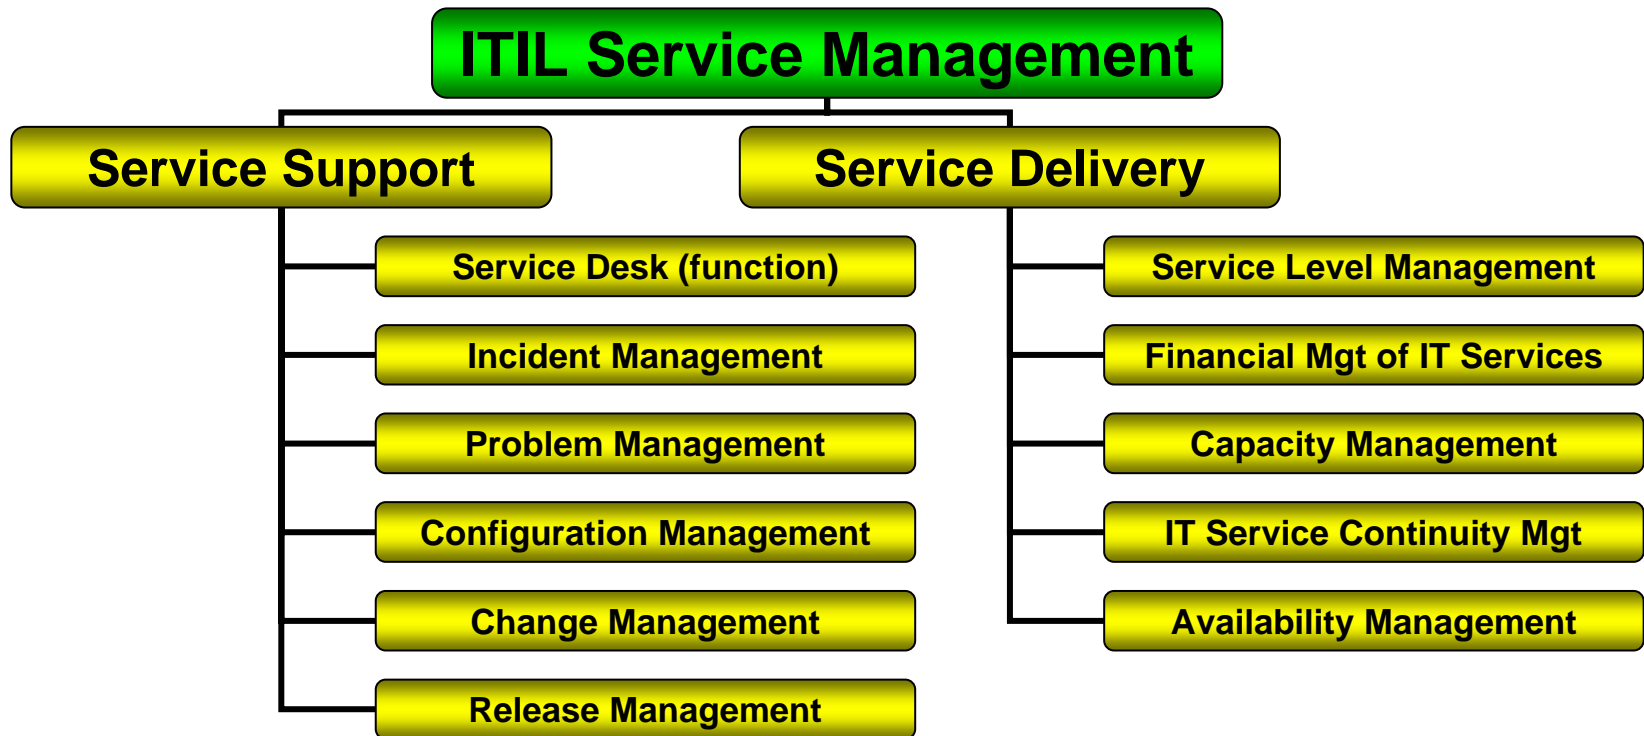 ITIL Service Management
Service Support
Service Delivery
Service Desk (function)
Incident Management
Problem Management
Configuration Management
Change Management
Release Management
Service Level Management
Financial Mgt of IT Services
Capacity Management
IT Service Continuity Mgt
Availability Management